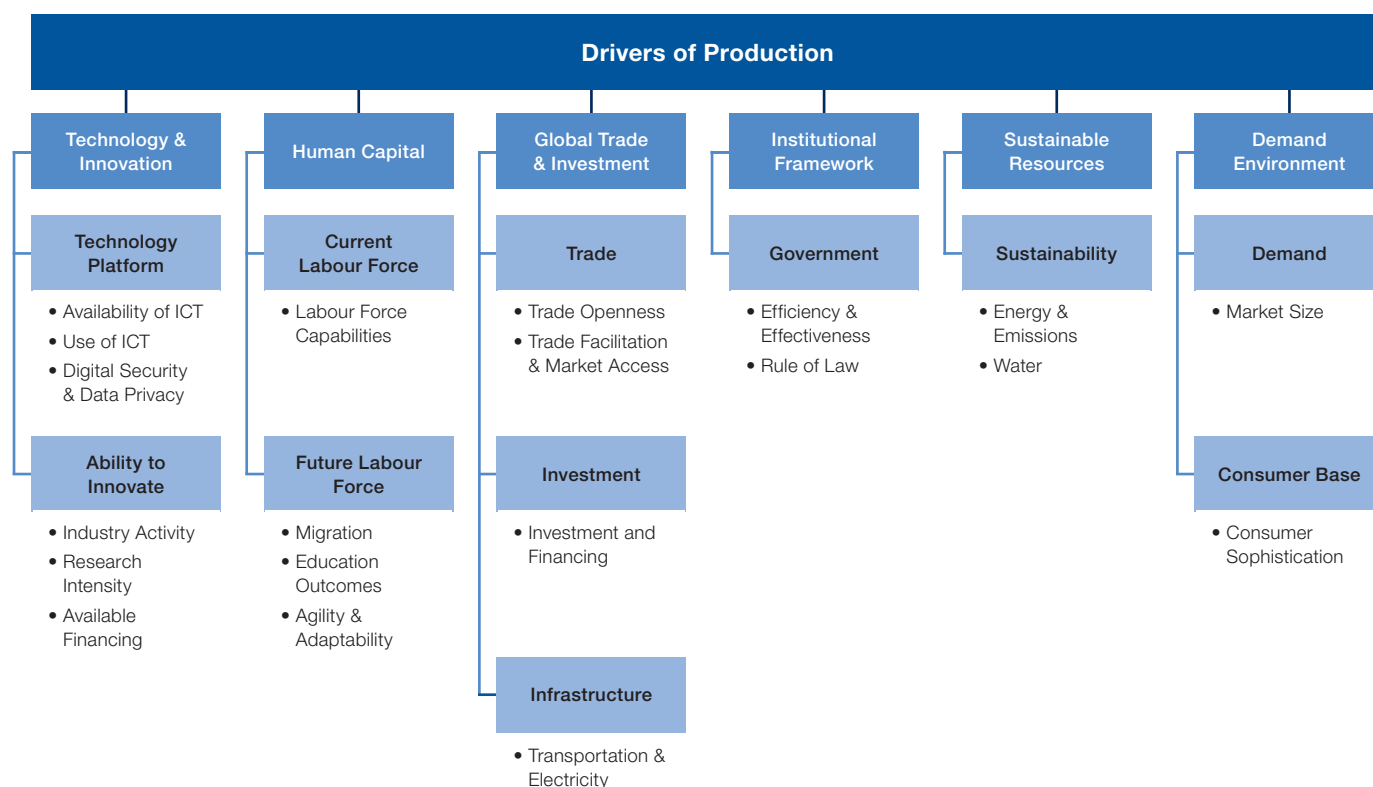 Drivers of Production
Technology &
Innovation
Technology
Platform
• Availability of ICT
• Use of ICT
• Digital Security
& Data Privacy
Ability to
Innovate
• Industry Activity
• Research
Intensity
• Available
Financing
Human Capital
Current
Labour Force
• Labour Force
Capabilities
Future Labour
Force
• Migration
• Education
Outcomes
• Agility &
Adaptability
Global Trade
& Investment
Trade
• Trade Openness
• Trade Facilitation
& Market Access
Investment
• Investment and
Financing
Infrastructure
• Transportation &
Electricity
Institutional
Framework
Government
• Efficiency &
Effectiveness
• Rule of Law
Sustainable
Resources
Sustainability
• Energy &
Emissions
• Water
Demand
Environment
Demand
• Market Size
Consumer Base
• Consumer
Sophistication